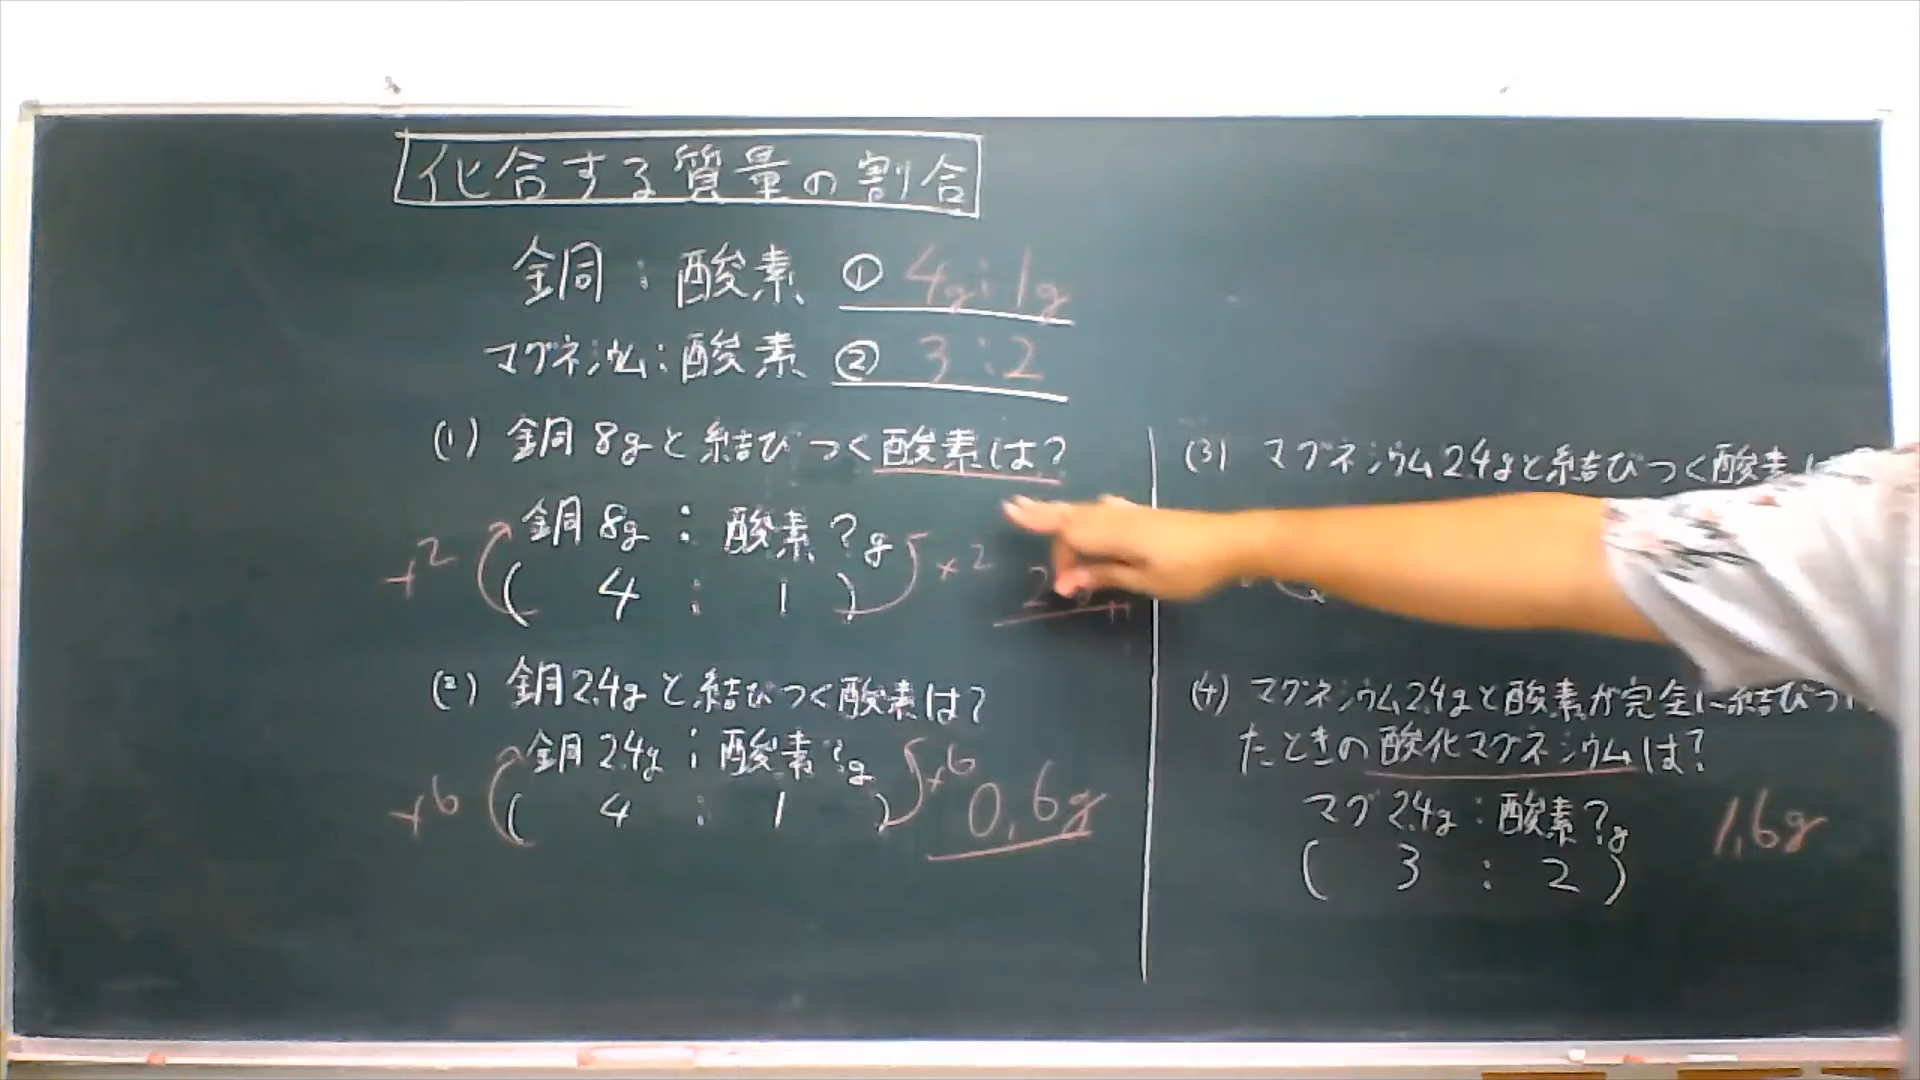 化合する質量の割合
銅:酸素 ① 4g:1g
マグネシウム:酸素 ② 3:2
(1) 銅8gと結びつく酸素は?
銅8g:酸素?g
×2 ( 4 : 1 ) ×2 2g
(2) 銅2.4gと結びつく酸素は?
銅2.4g:酸素?g
×6 ( 4 : 1 ) ×6 0.6g
(3) マグネシウム2.4gと結びつく酸素
(4) マグネシウム2.4gと酸素が完全に結びつい
たときの酸化マグネシウムは?
マグ2.4g:酸素?g 1.6g
( 3 : 2 )